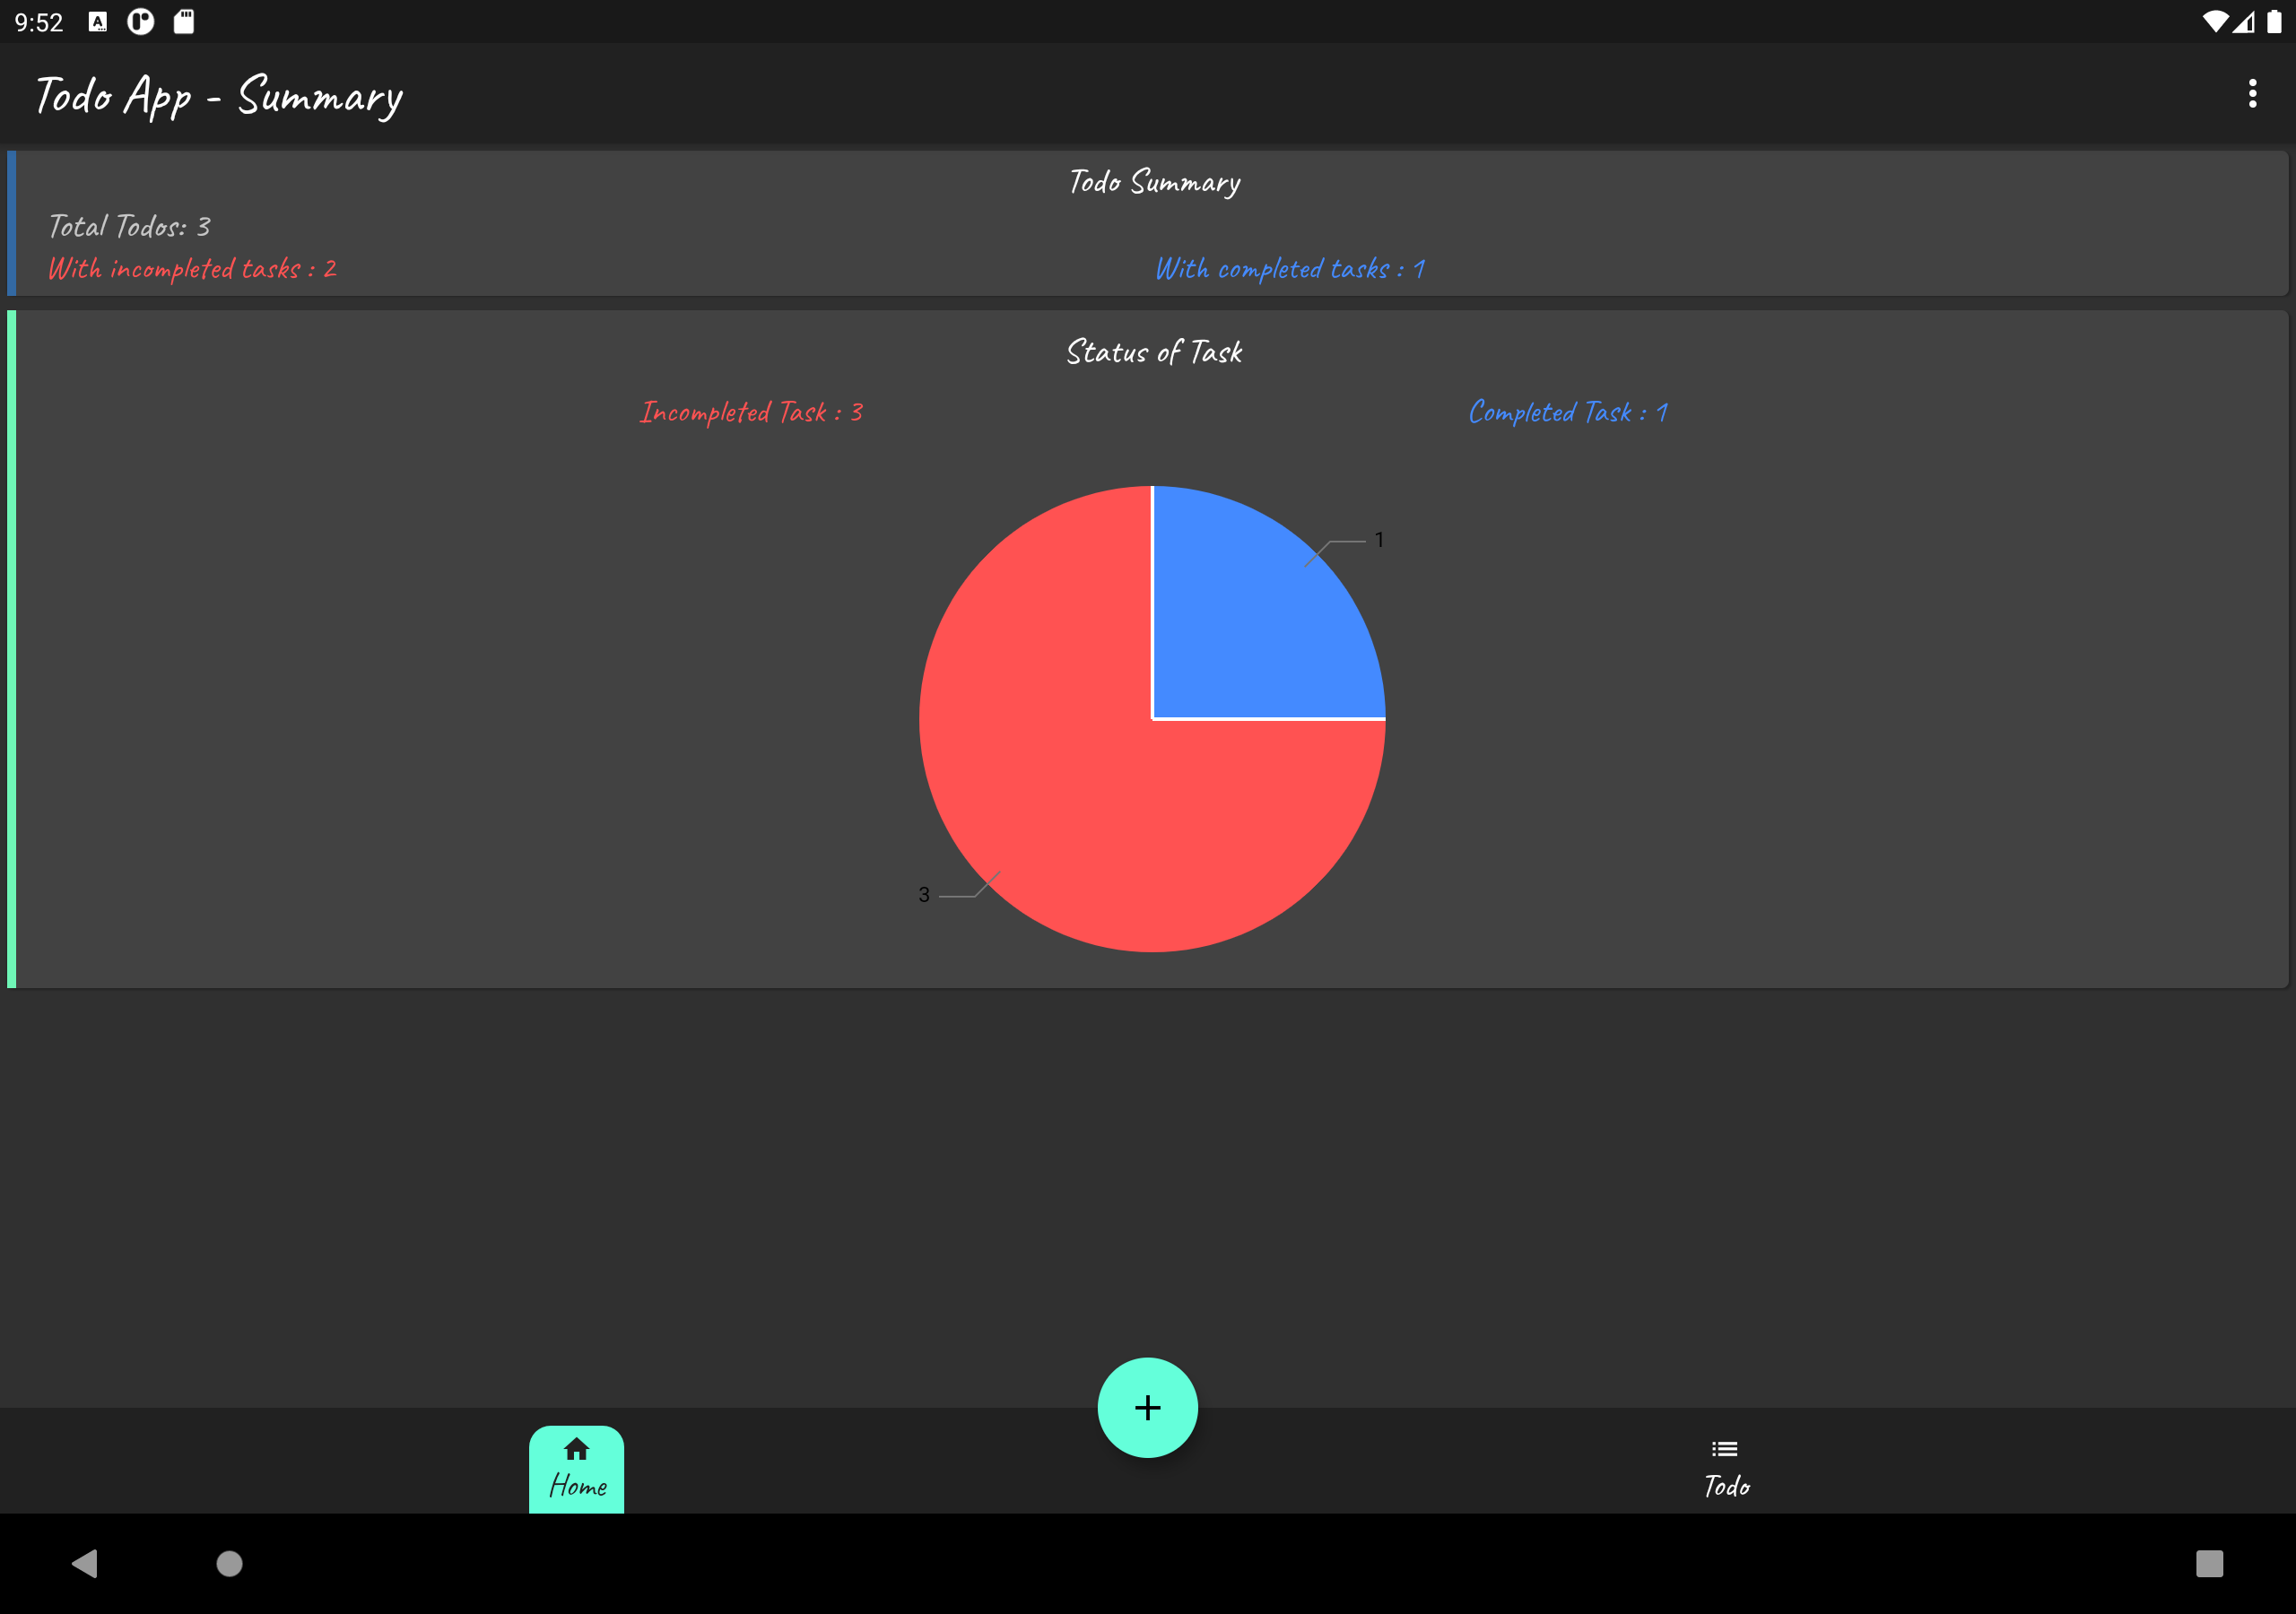 9:52
Todo App - Summary
Todo Summary
Total Todos: 3
With incompleted tasks : 2
With completed tasks : 1
Status of Task
Incompleted Task : 3
Completed Task : 1
1
3
Home
Todo